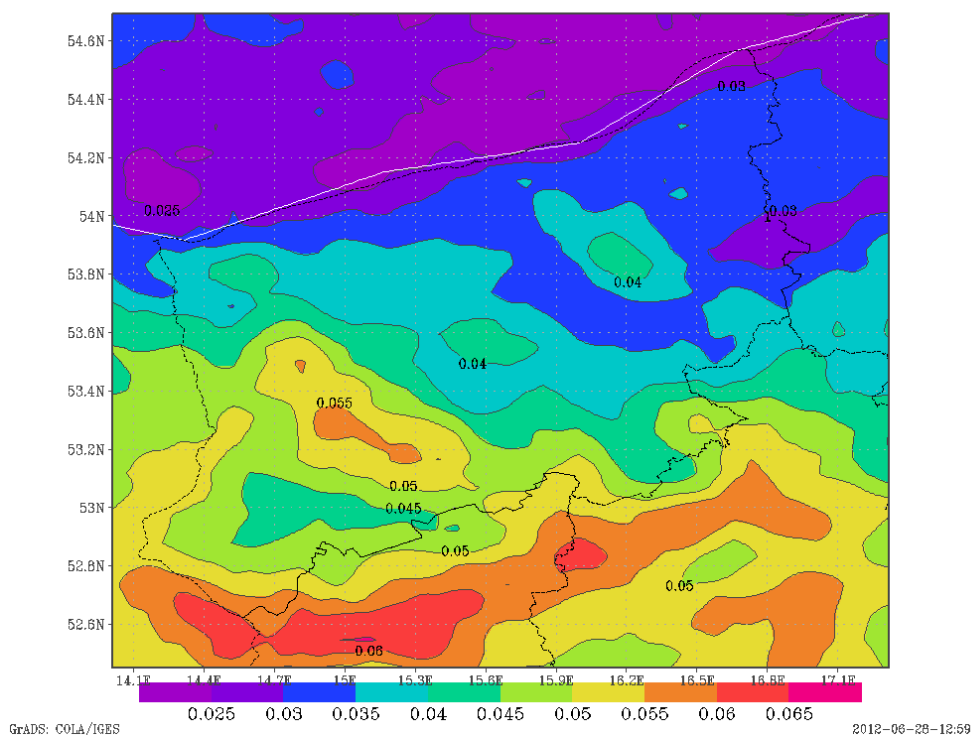 54.6N
54.4N
0.03
54.2N
0.025
0.03
54N
53.8N
0.04
53.6N
0.04
53.4N
0.055
53.2N
0.05
53N
0.045
0.05
52.8N
0.05
52.6N
0.06
14.1E 14.4E 14.7E 15E 15.3E 15.6E 15.9E 16.2E 16.5E 16.8E 17.1E
0.025 0.03 0.035 0.04 0.045 0.05 0.055 0.06 0.065
GrADS: COLA/IGES 2012-06-28-12:59